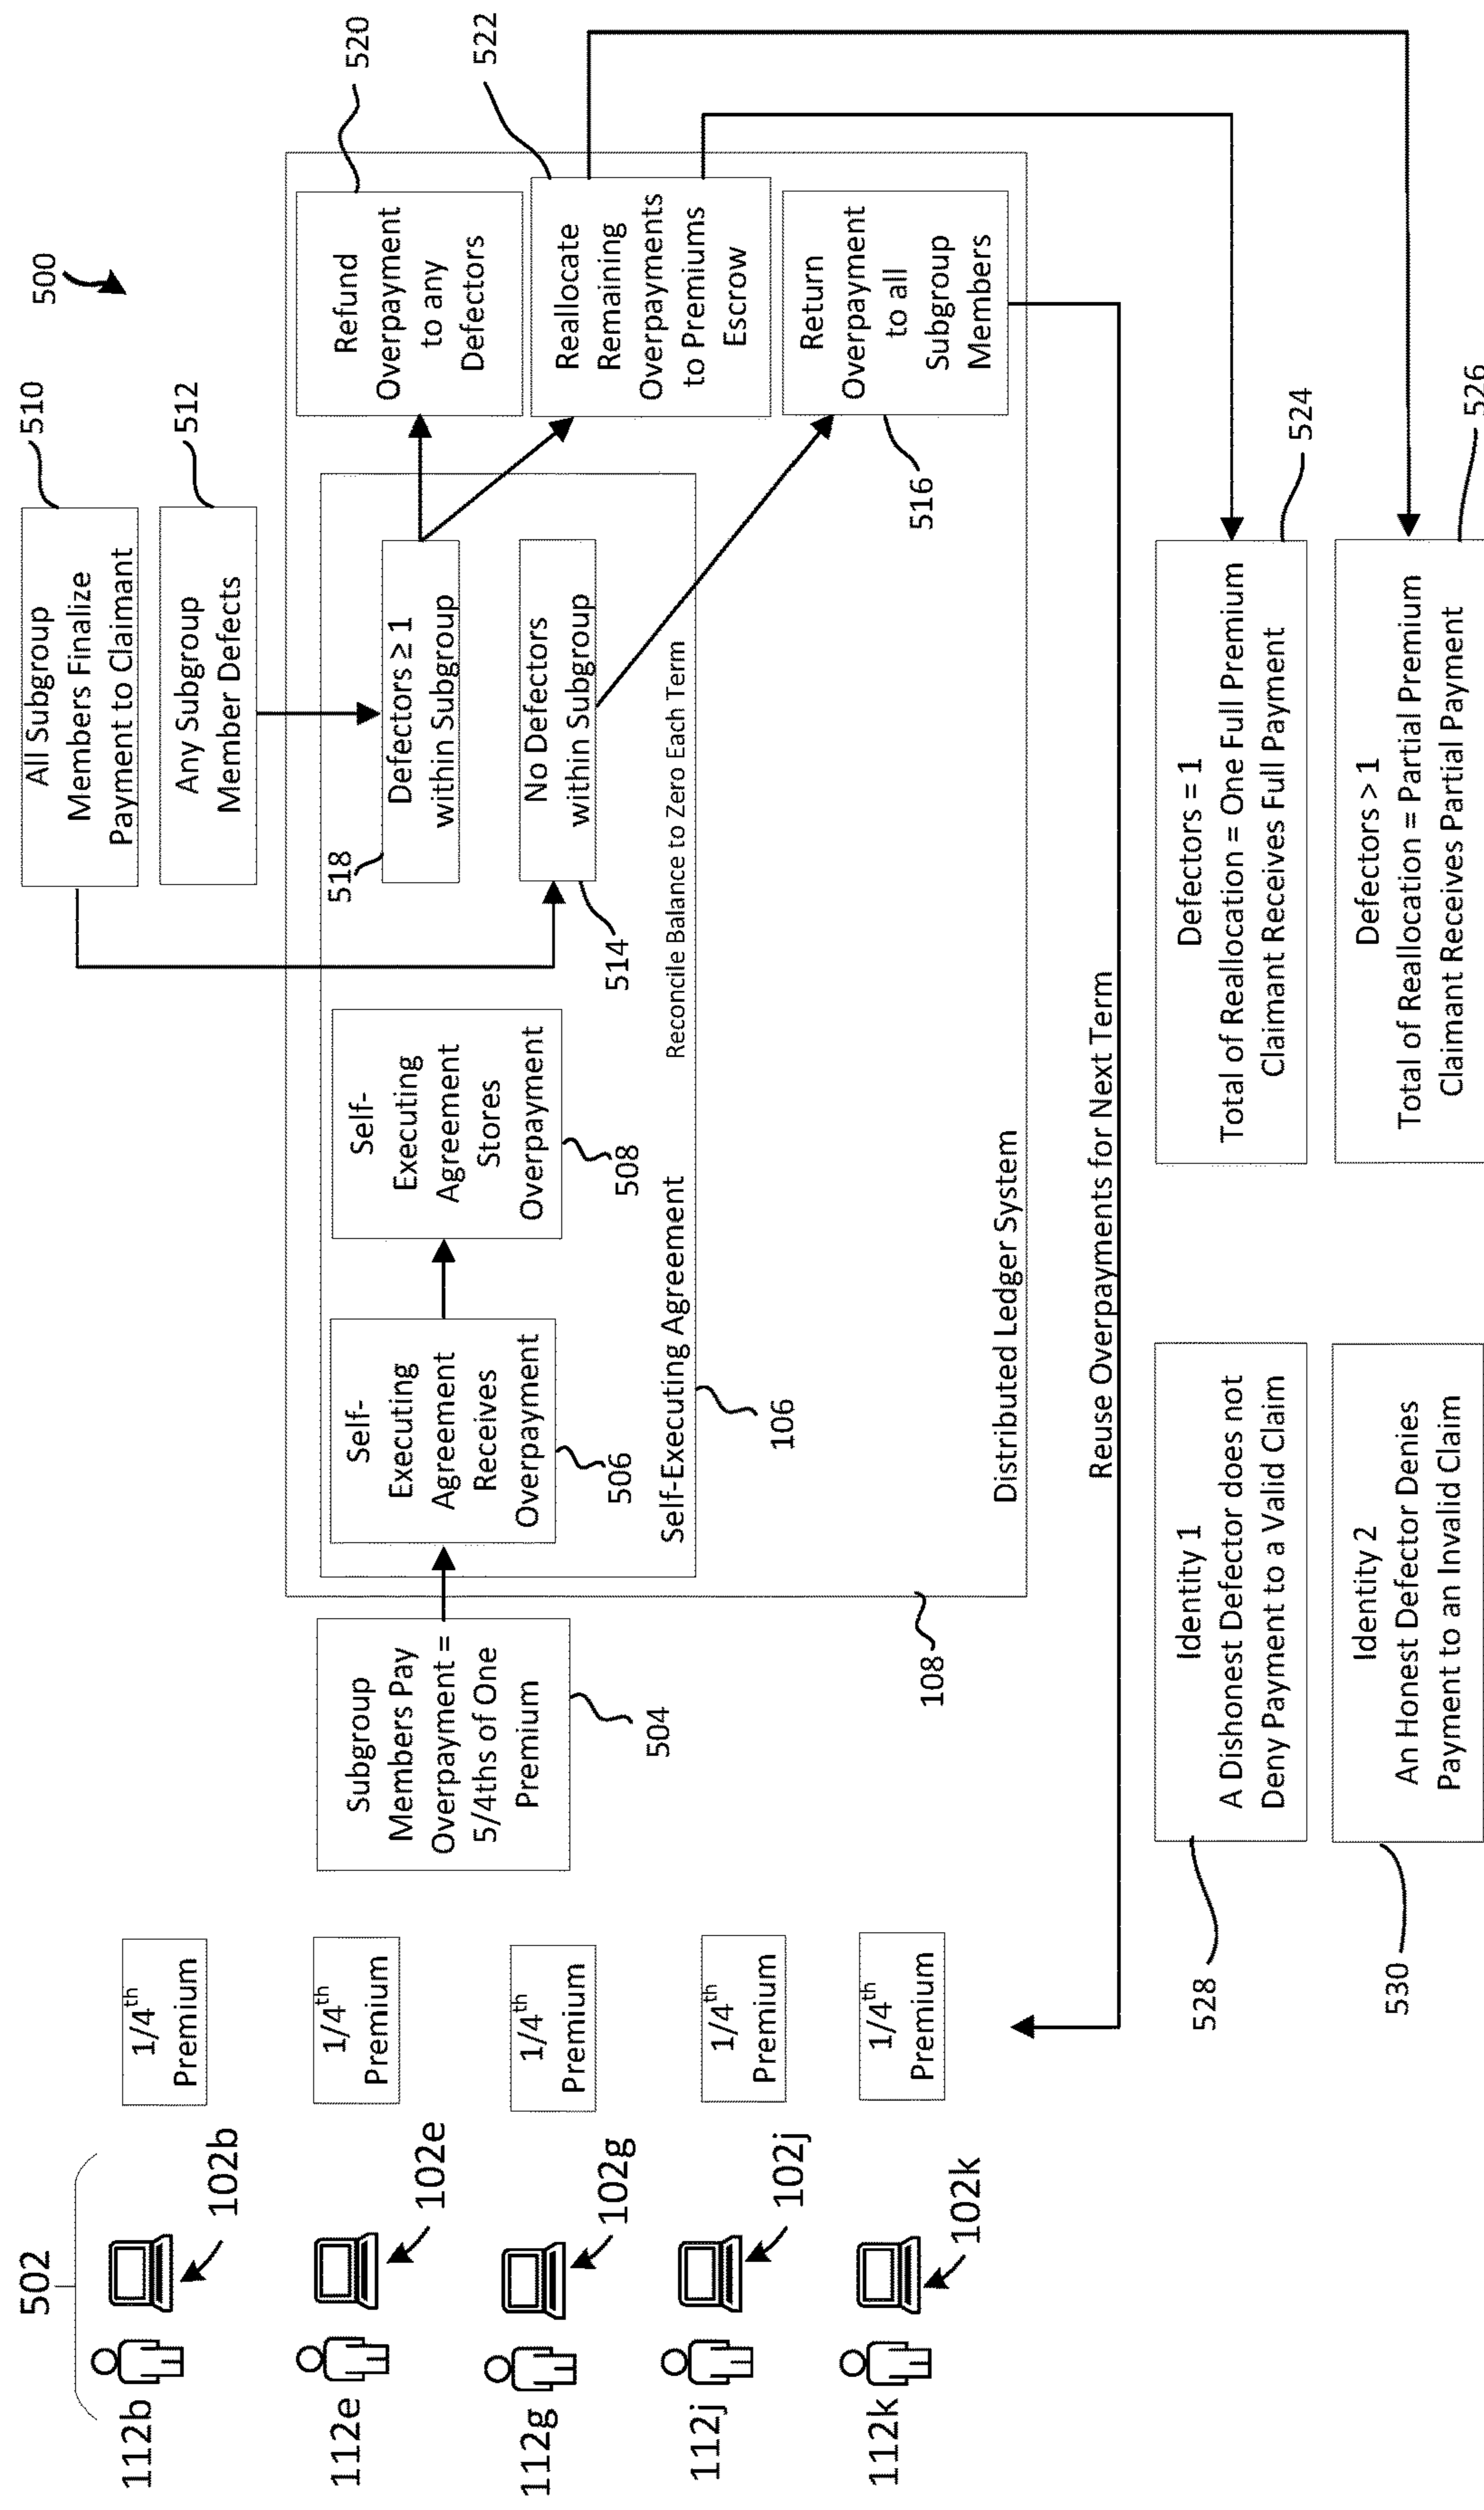 500
502
112b
102b
112e
102e
112g
102g
112j
102j
112k
102k
1/4th
Premium
1/4th
Premium
1/4th
Premium
1/4th
Premium
1/4th
Premium
Subgroup
Members Pay
Overpayment =
5/4ths of One
Premium
504
Self-
Executing
Agreement
Receives
Overpayment
506
Self-
Executing
Agreement
Stores
Overpayment
508
Self-Executing Agreement
106
Reconcile Balance to Zero Each Term
Distributed Ledger System
108
All Subgroup
Members Finalize
Payment to Claimant
510
Any Subgroup
Member Defects
512
518
Defectors ≥ 1
within Subgroup
No Defectors
within Subgroup
514
Refund
Overpayment
to any
Defectors
520
Reallocate
Remaining
Overpayments
to Premiums
Escrow
522
Return
Overpayment
to all
Subgroup
Members
516
Reuse Overpayments for Next Term
Identity 1
A Dishonest Defector does not
Deny Payment to a Valid Claim
528
Identity 2
An Honest Defector Denies
Payment to an Invalid Claim
530
Defectors = 1
Total of Reallocation = One Full Premium
Claimant Receives Full Payment
524
Defectors > 1
Total of Reallocation = Partial Premium
Claimant Receives Partial Payment
526